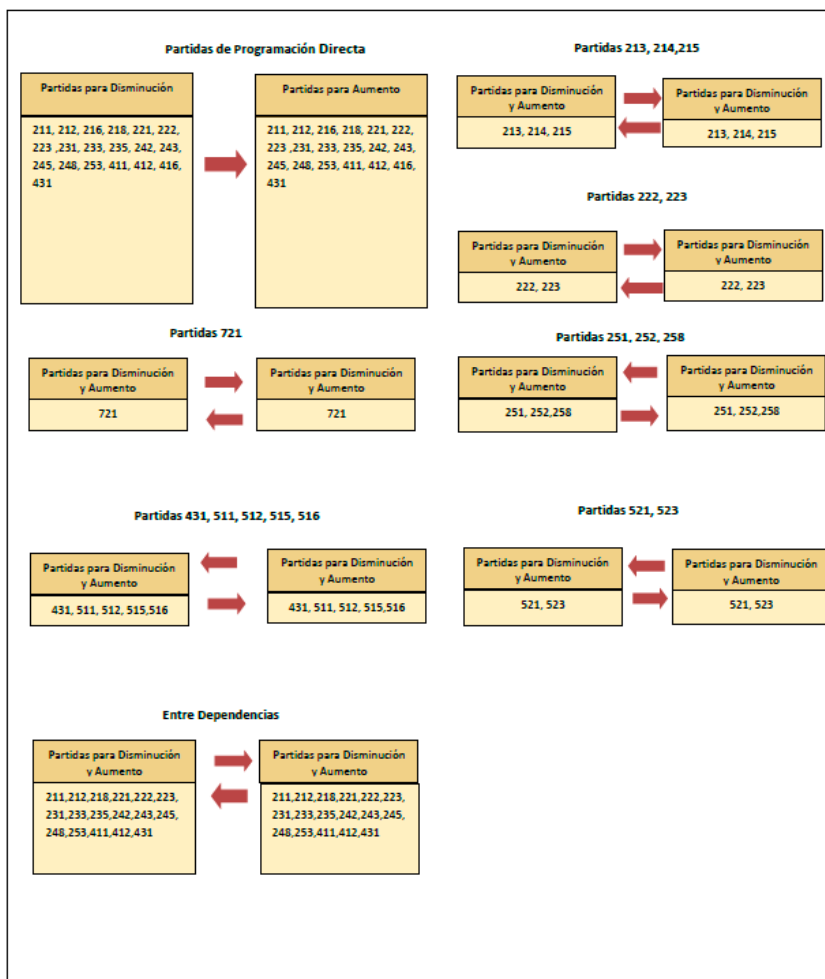 Partidas de Programación Directa
Partidas para Disminución
211, 212, 216, 218, 221, 222,
223 ,231, 233, 235, 242, 243,
245, 248, 253, 411, 412, 416,
431
Partidas para Aumento
211, 212, 216, 218, 221, 222,
223 ,231, 233, 235, 242, 243,
245, 248, 253, 411, 412, 416,
431
Partidas 213, 214,215
Partidas para Disminución
y Aumento
213, 214, 215
Partidas para Disminución
y Aumento
213, 214, 215
Partidas 222, 223
Partidas para Disminución
y Aumento
222, 223
Partidas para Disminución
y Aumento
222, 223
Partidas 721
Partidas para Disminución
y Aumento
721
Partidas para Disminución
y Aumento
721
Partidas 251, 252, 258
Partidas para Disminución
y Aumento
251, 252,258
Partidas para Disminución
y Aumento
251, 252,258
Partidas 431, 511, 512, 515, 516
Partidas para Disminución
y Aumento
431, 511, 512, 515,516
Partidas para Disminución
y Aumento
431, 511, 512, 515,516
Partidas 521, 523
Partidas para Disminución
y Aumento
521, 523
Partidas para Disminución
y Aumento
521, 523
Entre Dependencias
Partidas para Disminución
y Aumento
211,212,218,221,222,223,
231,233,235,242,243,245,
248,253,411,412,431
Partidas para Disminución
y Aumento
211,212,218,221,222,223,
231,233,235,242,243,245,
248,253,411,412,431